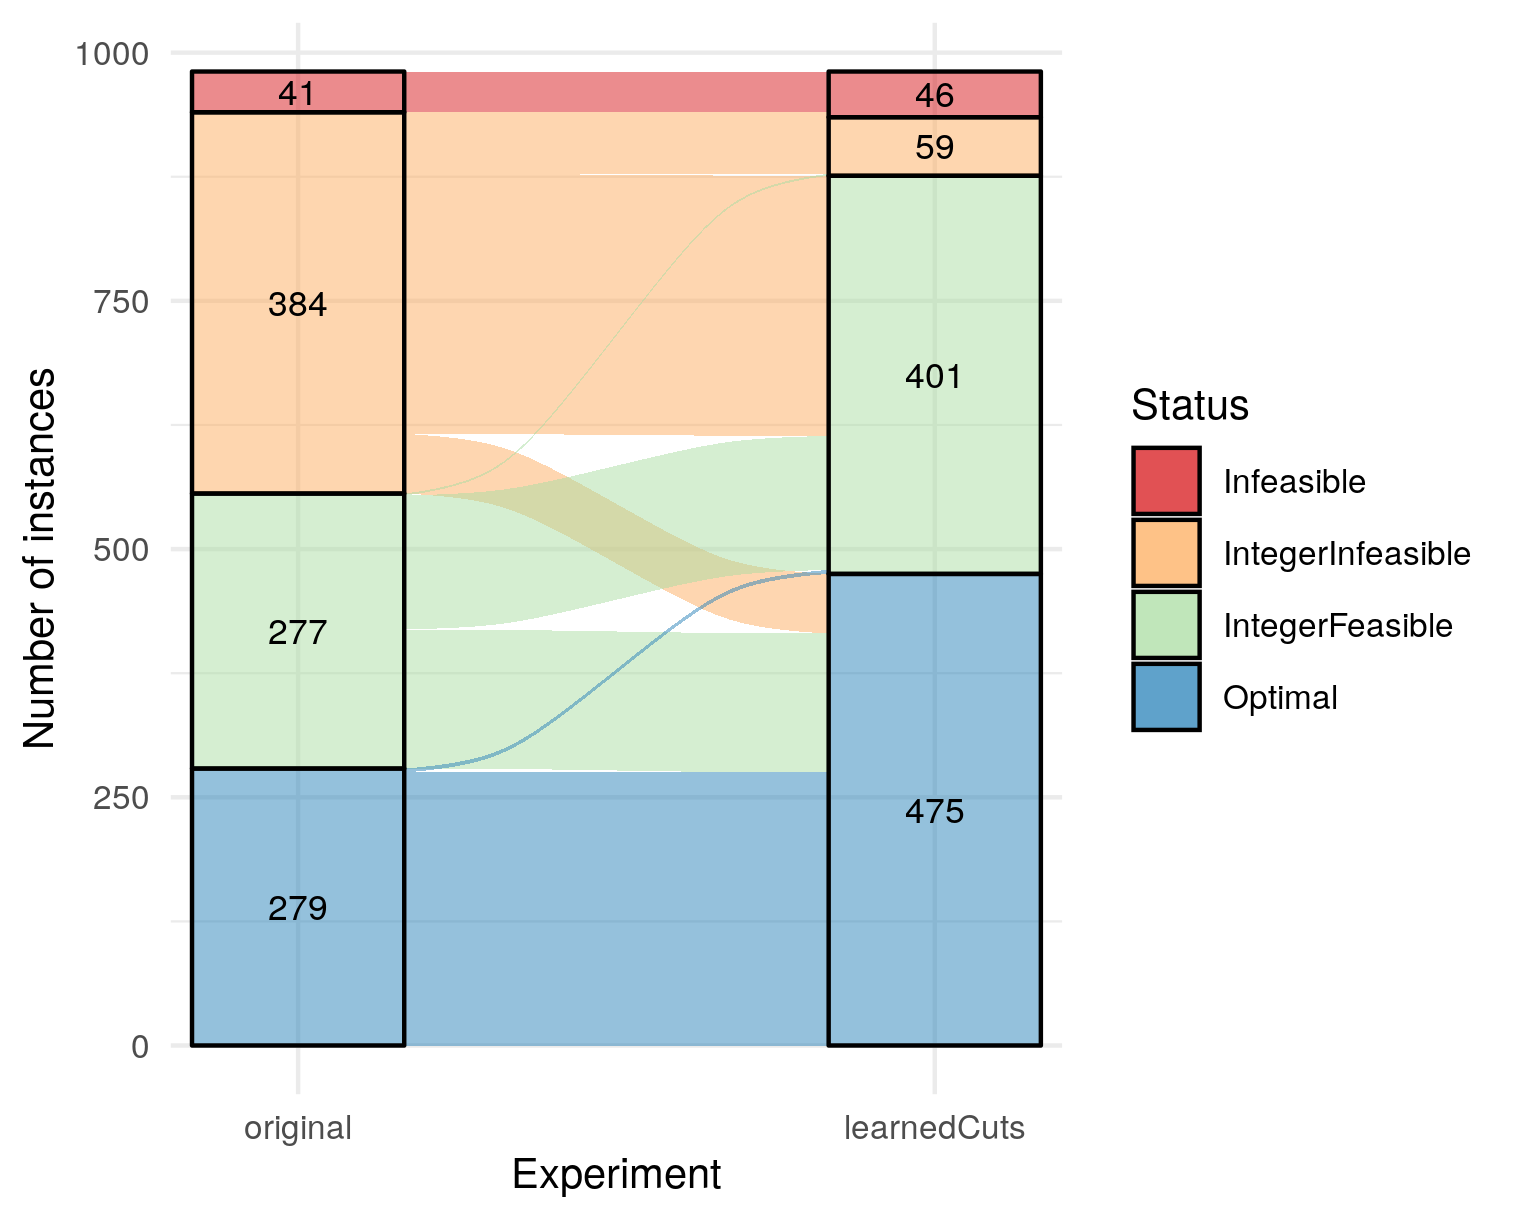 1000
750
500
250
0
Number of instances
41
384
277
279
46
59
401
475
original
learnedCuts
Experiment
Status
Infeasible
IntegerInfeasible
IntegerFeasible
Optimal